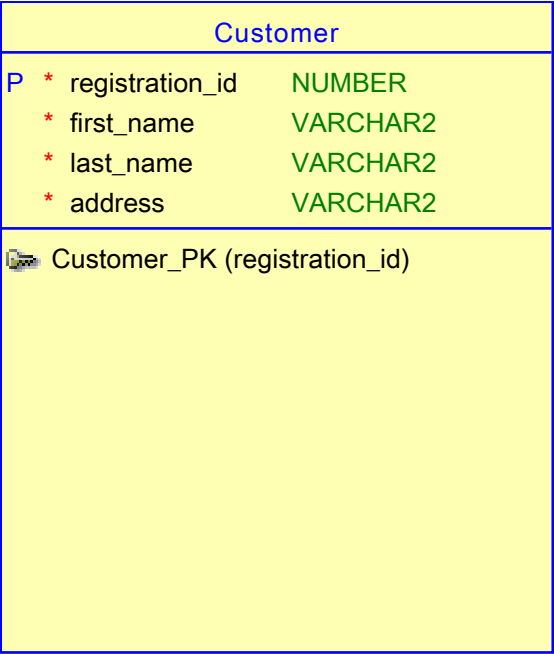 Customer
P * registration_id NUMBER
* first_name VARCHAR2
* last_name VARCHAR2
* address VARCHAR2
Customer_PK (registration_id)